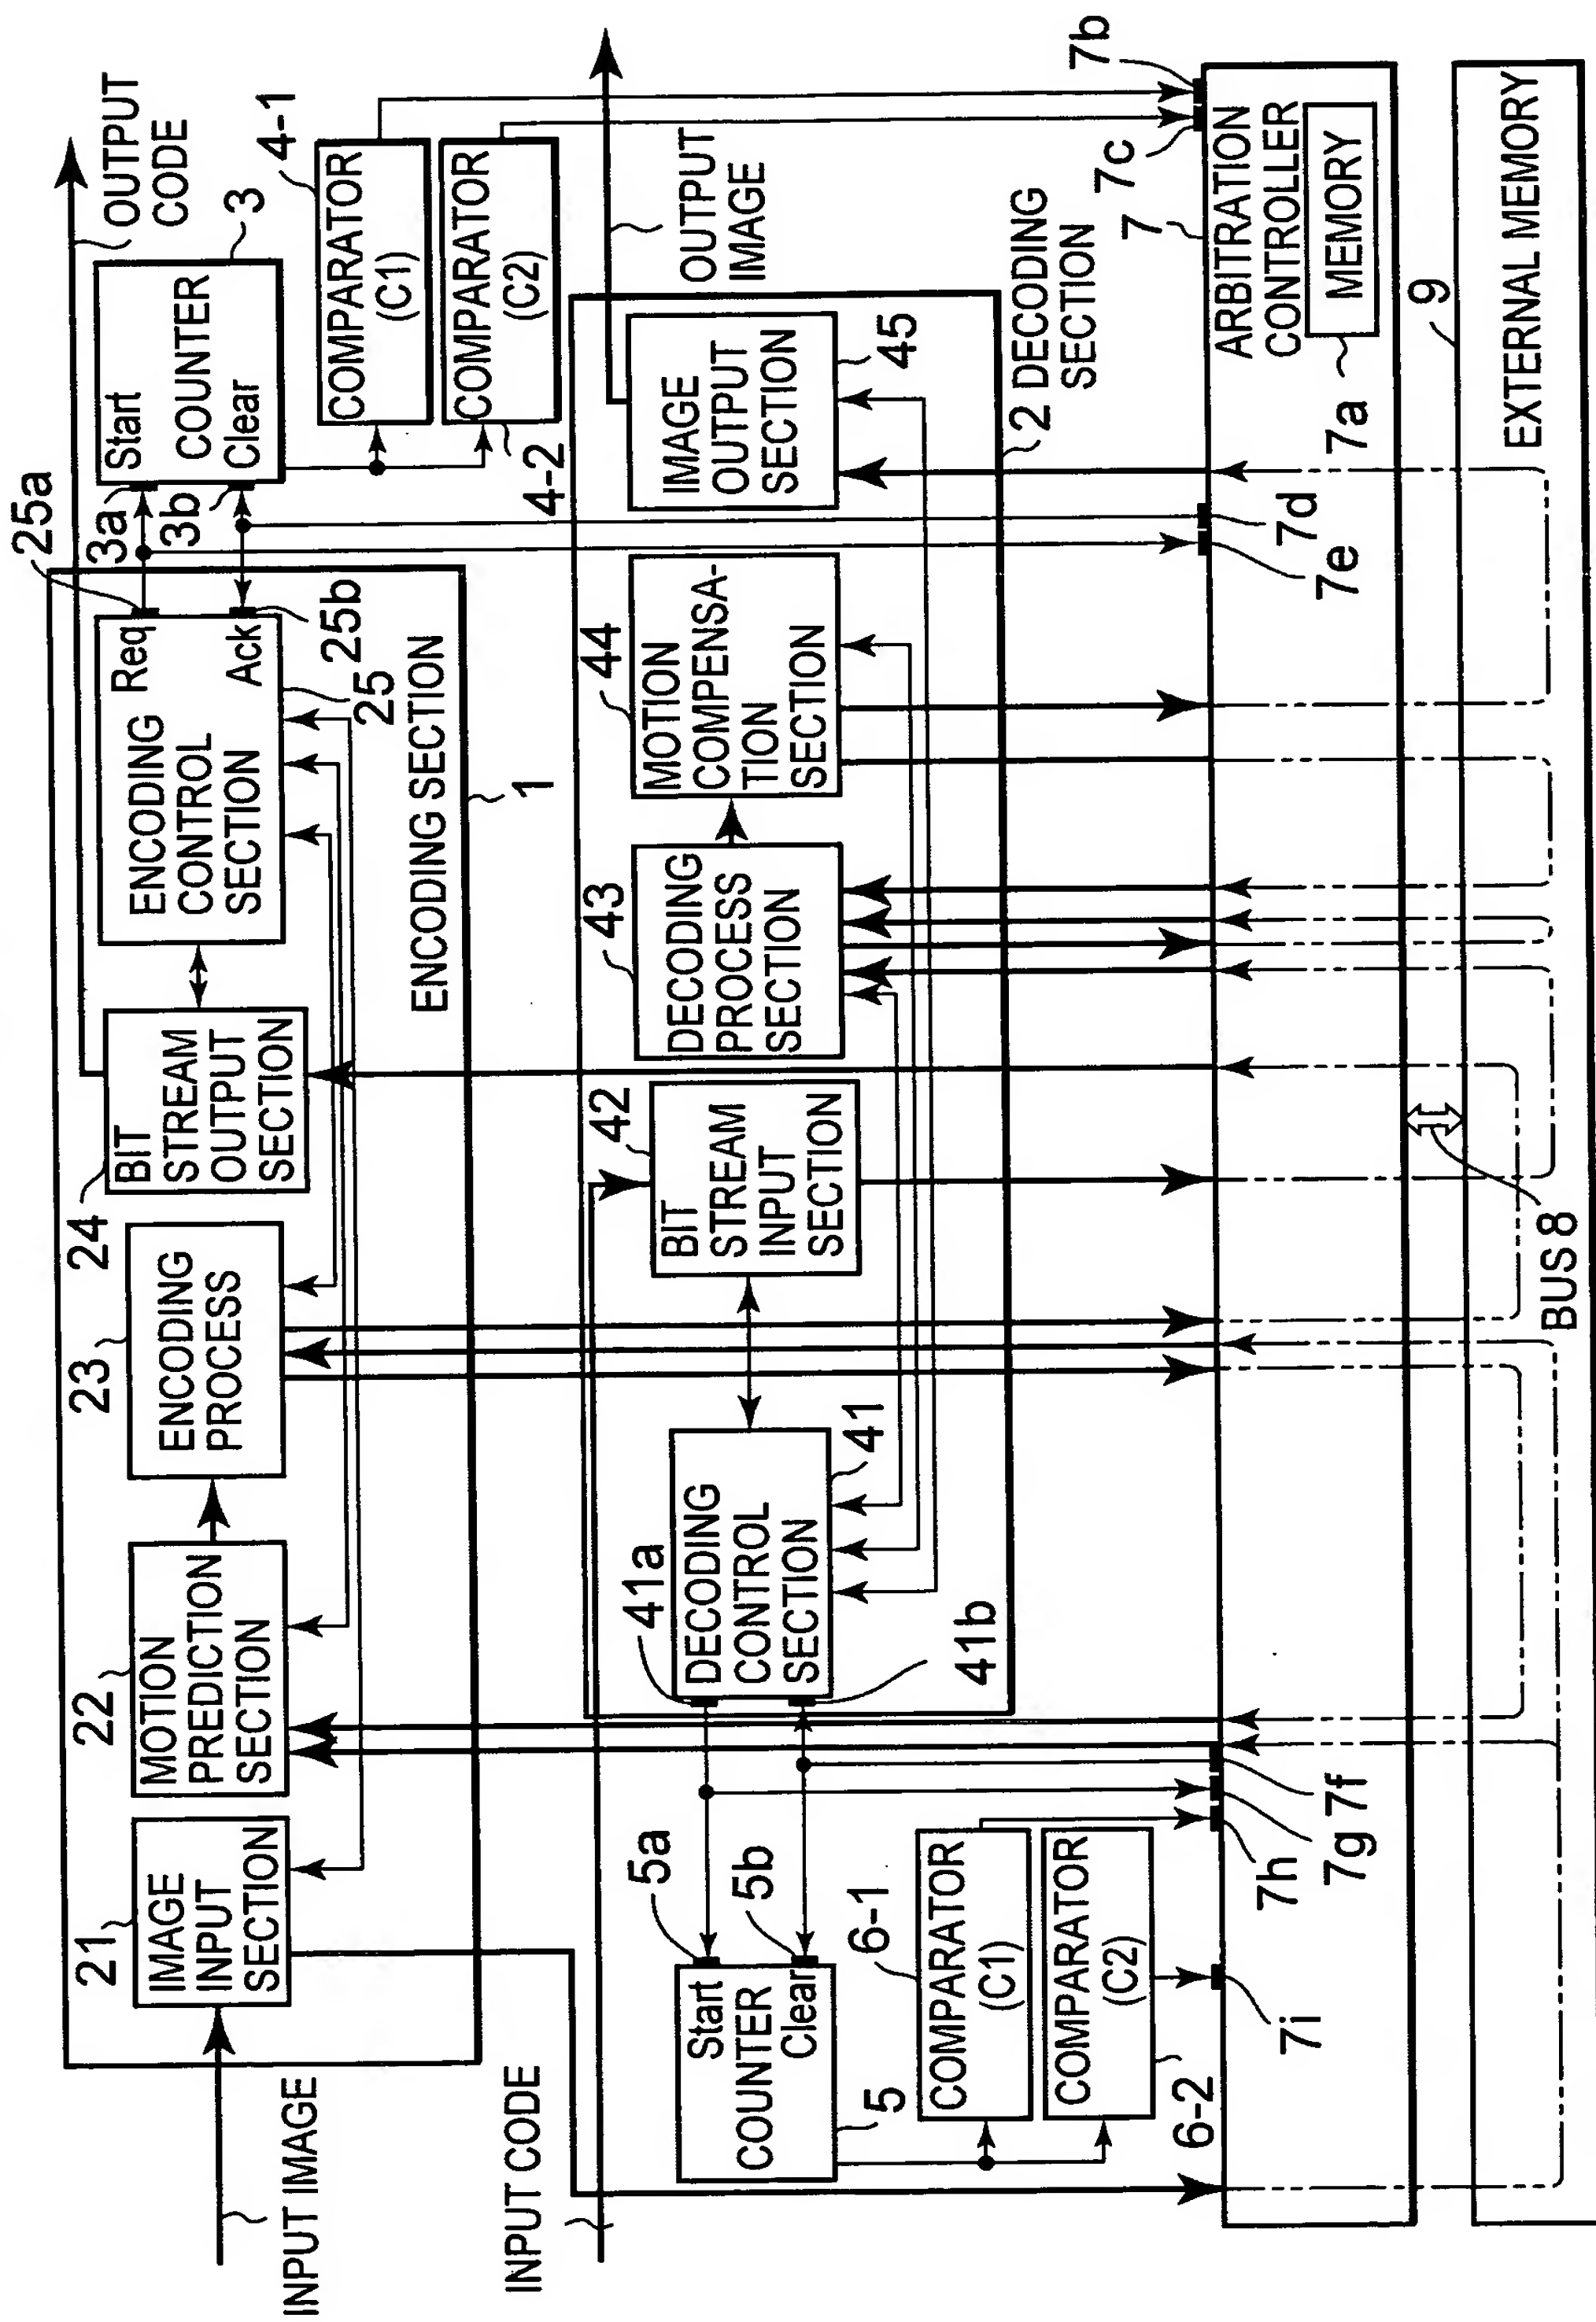 INPUT IMAGE
21
IMAGE
INPUT
SECTION
22
MOTION
PREDICTION
SECTION
23
ENCODING
PROCESS
24
BIT
STREAM
OUTPUT
SECTION
ENCODING
CONTROL
SECTION
Req
Ack
25a
25b
25
ENCODING SECTION
1
OUTPUT
CODE
3a
3b
Start
COUNTER
Clear
3
4-1
COMPARATOR
(C1)
COMPARATOR
(C2)
4-2
INPUT CODE
5a
5b
Start
COUNTER
Clear
5
6-1
COMPARATOR
(C1)
COMPARATOR
(C2)
6-2
41a
DECODING
CONTROL
SECTION
41
41b
42
BIT
STREAM
INPUT
SECTION
43
DECODING
PROCESS
SECTION
44
MOTION
COMPENSA-
TION
SECTION
IMAGE
OUTPUT
SECTION
45
OUTPUT
IMAGE
2 DECODING
SECTION
7i
7h
7g
7f
7e
7d
7c
7b
7
ARBITRATION
CONTROLLER
MEMORY
7a
BUS 8
9
EXTERNAL MEMORY